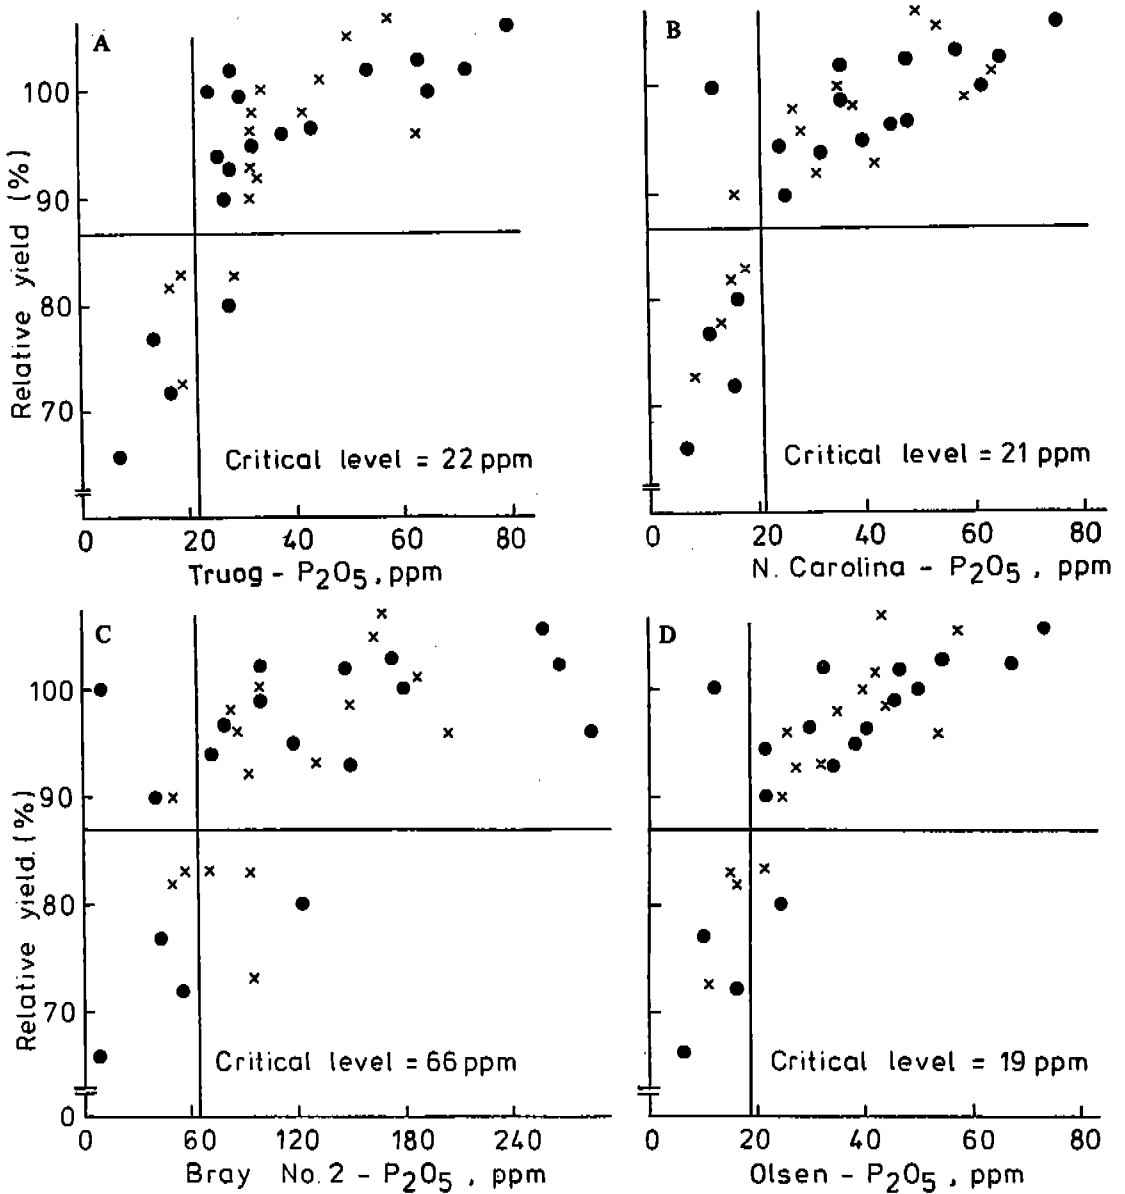 A
Relative yield (%)
100
90
80
70
Critical level = 22 ppm
0 20 40 60 80
Truog - P2O5, ppm
B
Critical level = 21 ppm
0 20 40 60 80
N. Carolina - P2O5 , ppm
C
Relative yield. (%)
100
90
80
70
0
Critical level = 66 ppm
0 60 120 180 240
Bray No. 2 - P2O5 , ppm
D
Critical level = 19 ppm
0 20 40 60 80
Olsen - P2O5 , ppm